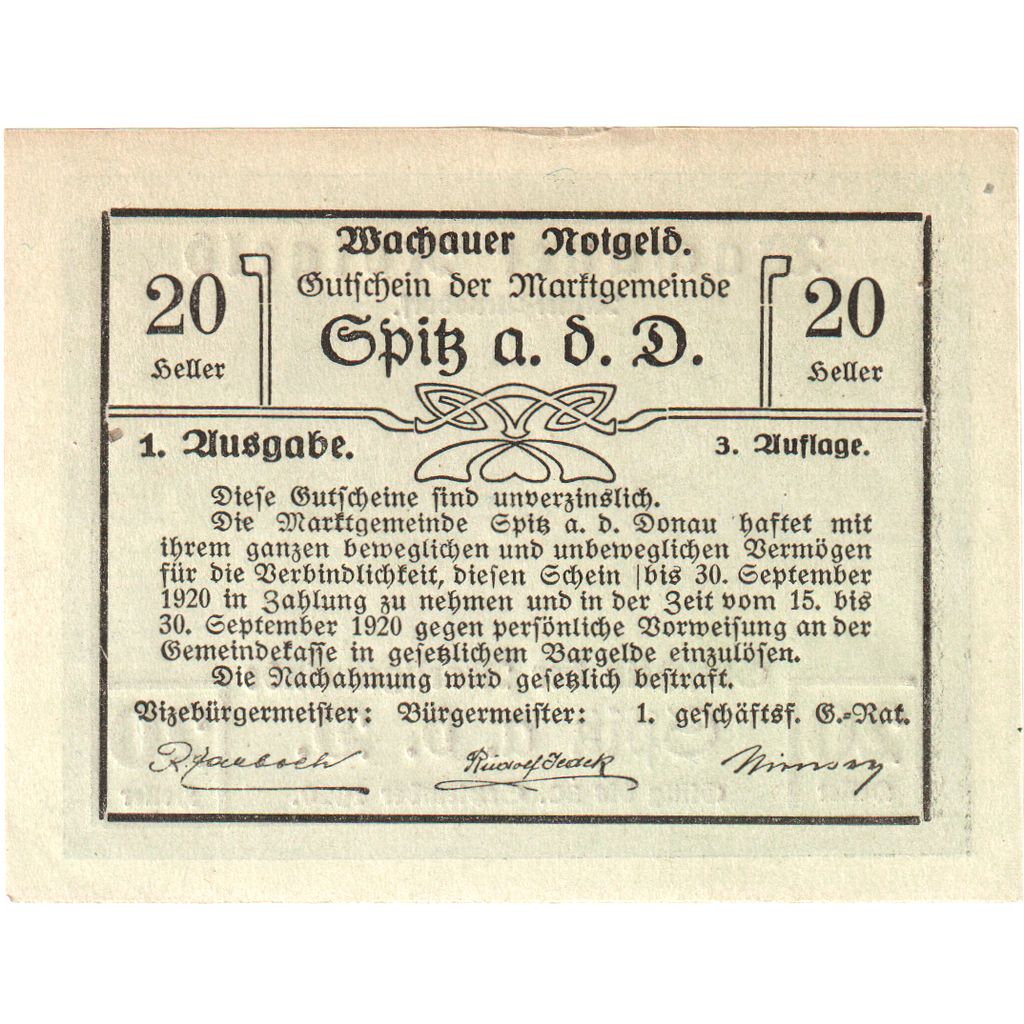 Wachauer Notgeld.
20 Gutschein der Marktgemeinde 20
Heller Spitz a. d. D. Heller
1. Ausgabe. 3. Auflage.
Diese Gutscheine sind unverzinslich.
Die Marktgemeinde Spitz a. d. Donau haftet mit
ihrem ganzen beweglichen und unbeweglichen Vermögen
für die Verbindlichkeit, diesen Schein bis 30. September
1920 in Zahlung zu nehmen und in der Zeit vom 15. bis
30. September 1920 gegen persönliche Vorweisung an der
Gemeindekasse in gesetzlichem Bargelde einzulösen.
Die Nachahmung wird gesetzlich bestraft.
Vizebürgermeister: Bürgermeister: 1. geschäftsf. G.-Rat.
Rudolf